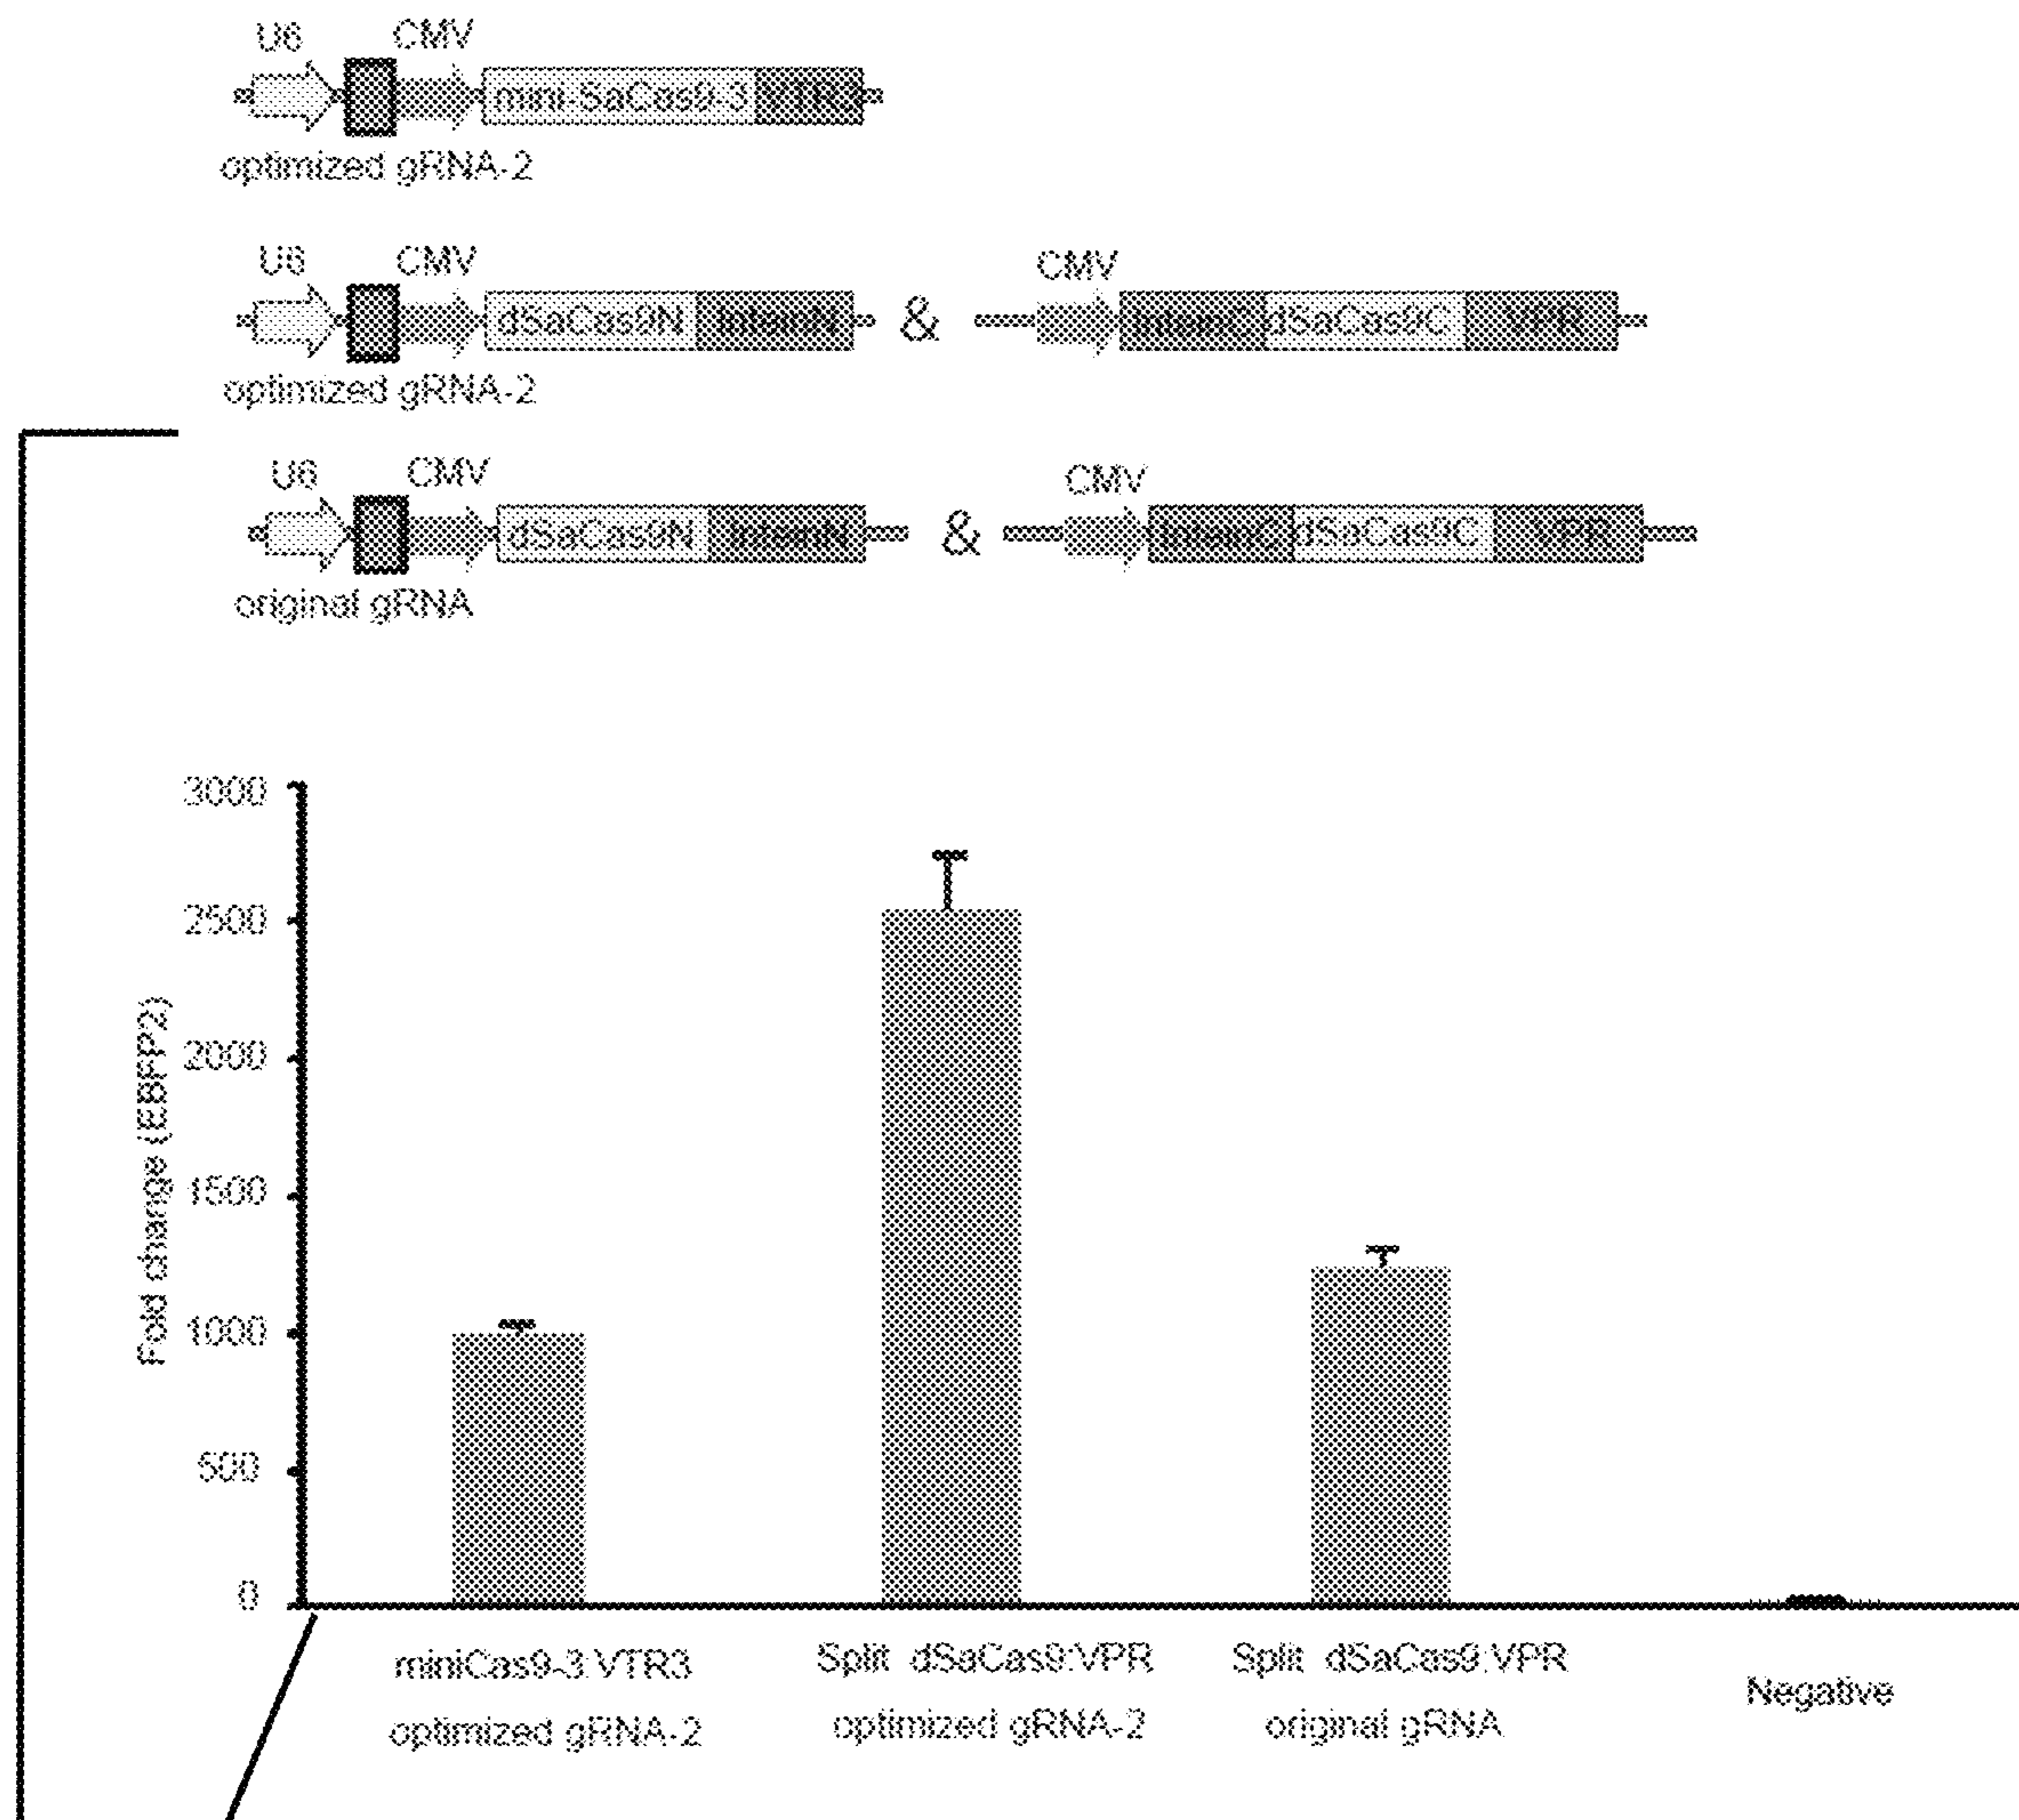 U6 CMV
mini-SaCas9-3
optimized gRNA-2
U6 CMV CMV
dSaCas9N InteinN & InteinC dSaCas9C VPR
optimized gRNA-2
U6 CMV CMV
dSaCas9N InteinN & InteinC dSaCas9C VPR
original gRNA
3000
2500
2000
1500
1000
500
0
Fold change (EBFP2)
miniCas9-3:VTR3
optimized gRNA-2
Split dSaCas9:VPR
optimized gRNA-2
Split dSaCas9:VPR
original gRNA
Negative